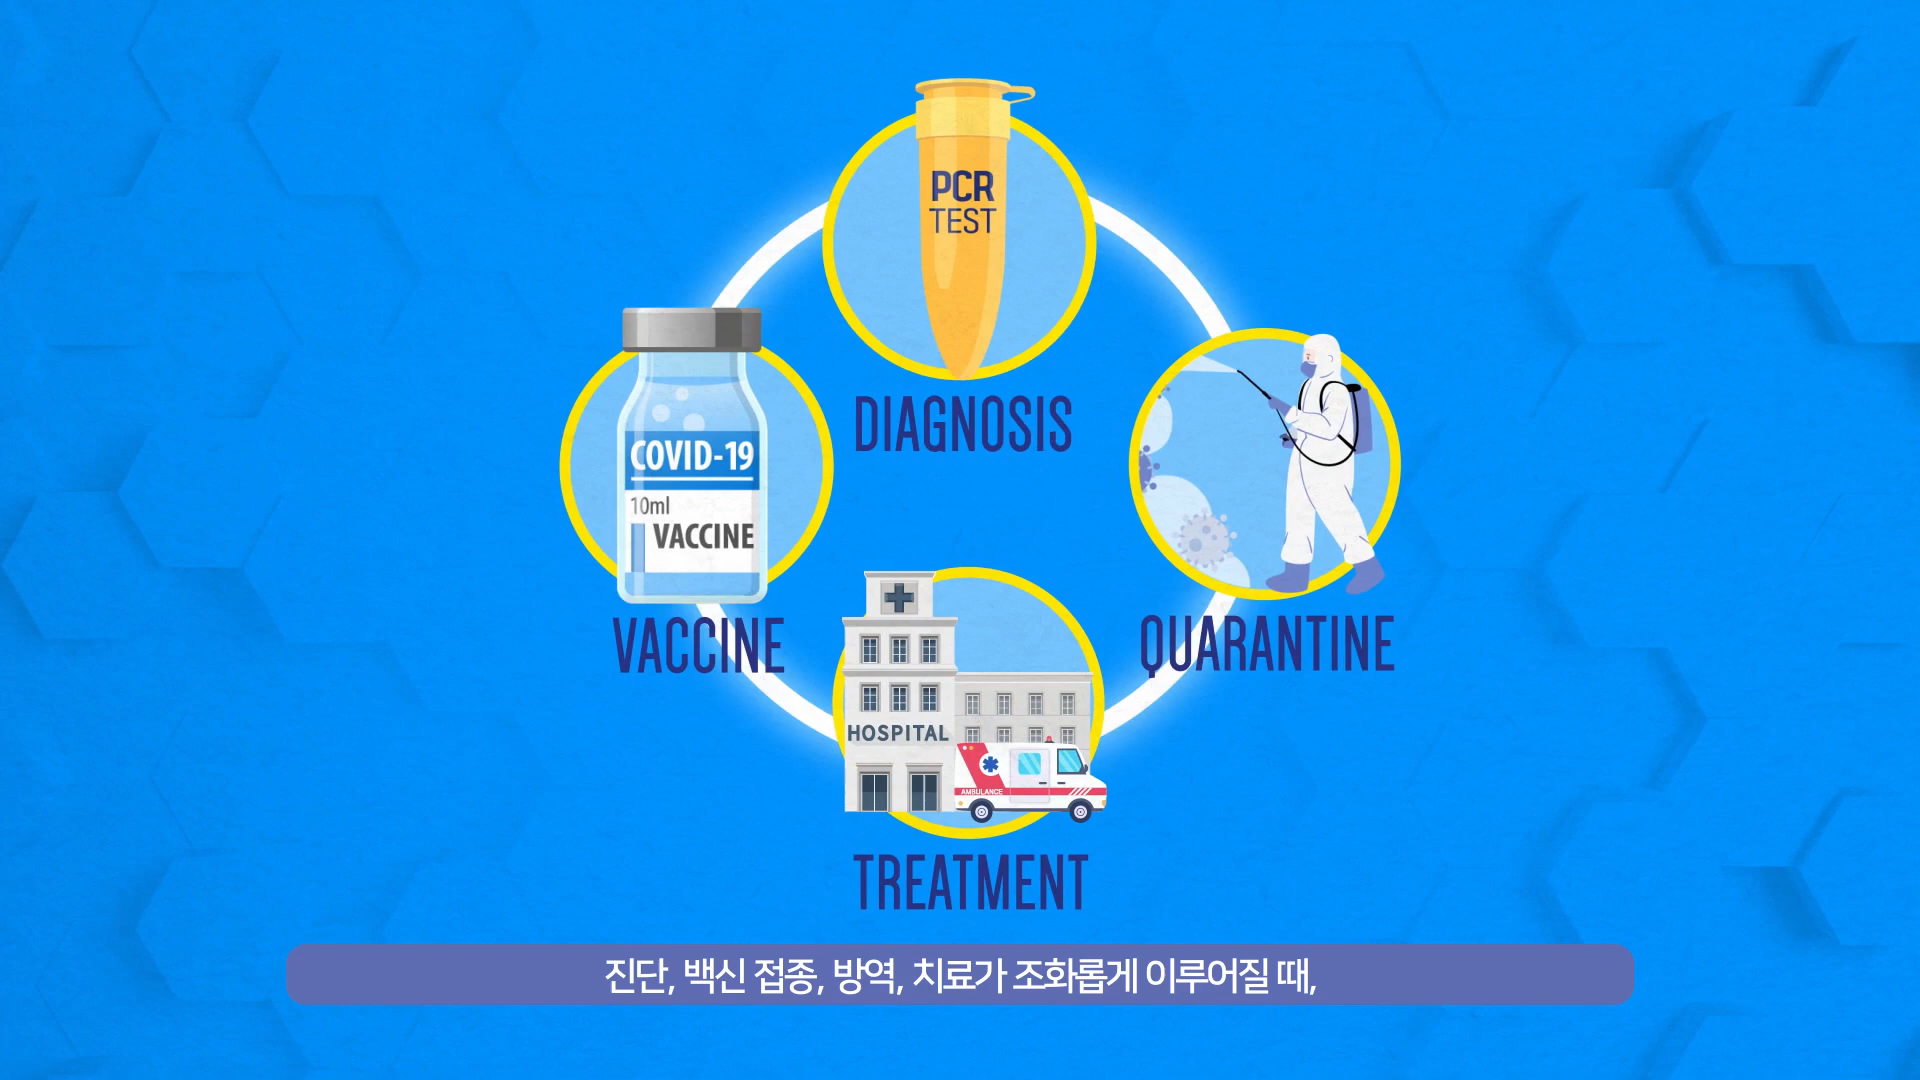 PCR
TEST
DIAGNOSIS
COVID-19
10ml
VACCINE
VACCINE
QUARANTINE
HOSPITAL
AMBULANCE
TREATMENT
진단, 백신 접종, 방역, 치료가 조화롭게 이루어질 때,